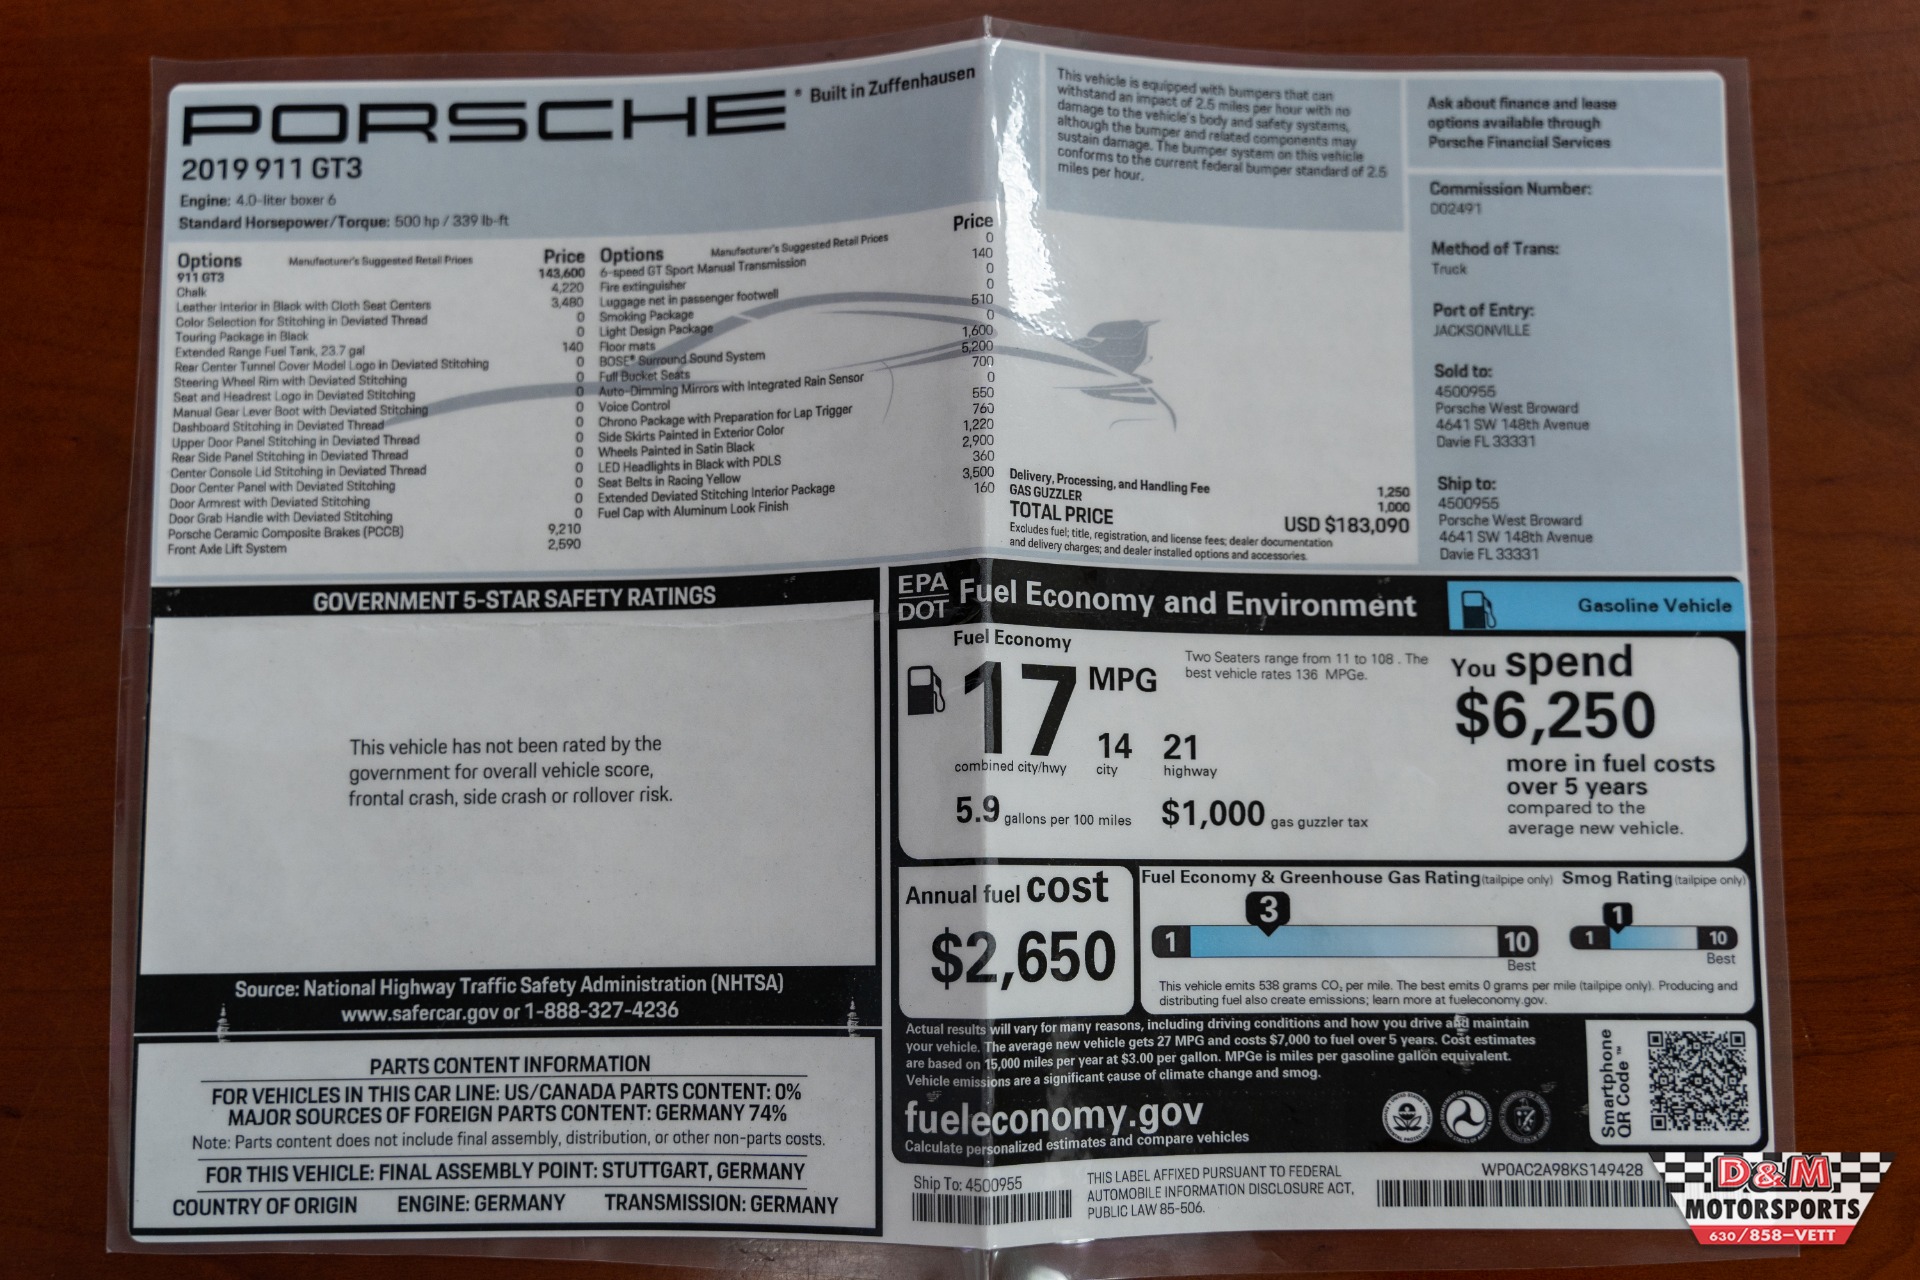 PORSCHE ® Built in Zuffenhausen
2019 911 GT3
Engine: 4.0-liter boxer 6
Standard Horsepower/Torque: 500 hp / 339 lb-ft
Options Manufacturer's Suggested Retail Prices Price
911 GT3 143,600
Chalk 4,220
Leather Interior in Black with Cloth Seat Centers 3,480
Color Selection for Stitching in Deviated Thread 0
Touring Package in Black 0
Extended Range Fuel Tank, 23.7 gal 140
Rear Center Tunnel Cover Model Logo in Deviated Stitching 0
Steering Wheel Rim with Deviated Stitching 0
Seat and Headrest Logo in Deviated Stitching 0
Manual Gear Lever Boot with Deviated Stitching 0
Dashboard Stitching in Deviated Thread 0
Upper Door Panel Stitching in Deviated Thread 0
Rear Side Panel Stitching in Deviated Thread 0
Center Console Lid Stitching in Deviated Thread 0
Door Center Panel with Deviated Stitching 0
Door Armrest with Deviated Stitching 0
Door Grab Handle with Deviated Stitching 0
Porsche Ceramic Composite Brakes (PCCB) 9,210
Front Axle Lift System 2,590
Options Manufacturer's Suggested Retail Prices Price
6-speed GT Sport Manual Transmission 0
Fire extinguisher 140
Luggage net in passenger footwell 0
Smoking Package 0
Light Design Package 510
Floor mats 0
BOSE® Surround Sound System 1,600
Full Bucket Seats 5,200
Auto-Dimming Mirrors with Integrated Rain Sensor 700
Voice Control 0
Chrono Package with Preparation for Lap Trigger 550
Side Skirts Painted in Exterior Color 760
Wheels Painted in Satin Black 1,220
LED Headlights in Black with PDLS 2,900
Seat Belts in Racing Yellow 360
Extended Deviated Stitching Interior Package 3,500
Fuel Cap with Aluminum Look Finish 160
This vehicle is equipped with bumpers that can
withstand an impact of 2.5 miles per hour with no
damage to the vehicle's body and safety systems,
although the bumper and related components may
sustain damage. The bumper system on this vehicle
conforms to the current federal bumper standard of 2.5
miles per hour.
Delivery, Processing, and Handling Fee 1,250
GAS GUZZLER 1,000
TOTAL PRICE USD $183,090
Excludes fuel; title, registration, and license fees; dealer documentation
and delivery charges; and dealer installed options and accessories.
Ask about finance and lease
options available through
Porsche Financial Services
Commission Number:
D02491
Method of Trans:
Truck
Port of Entry:
JACKSONVILLE
Sold to:
4500955
Porsche West Broward
4641 SW 148th Avenue
Davie FL 33331
Ship to:
4500955
Porsche West Broward
4641 SW 148th Avenue
Davie FL 33331
GOVERNMENT 5-STAR SAFETY RATINGS
This vehicle has not been rated by the
government for overall vehicle score,
frontal crash, side crash or rollover risk.
Source: National Highway Traffic Safety Administration (NHTSA)
www.safercar.gov or 1-888-327-4236
PARTS CONTENT INFORMATION
FOR VEHICLES IN THIS CAR LINE: US/CANADA PARTS CONTENT: 0%
MAJOR SOURCES OF FOREIGN PARTS CONTENT: GERMANY 74%
Note: Parts content does not include final assembly, distribution, or other non-parts costs.
FOR THIS VEHICLE: FINAL ASSEMBLY POINT: STUTTGART, GERMANY
COUNTRY OF ORIGIN ENGINE: GERMANY TRANSMISSION: GERMANY
EPA
DOT
Fuel Economy and Environment
Gasoline Vehicle
Fuel Economy
17 MPG
combined city/hwy
14
city
21
highway
Two Seaters range from 11 to 108 . The
best vehicle rates 136 MPGe.
5.9 gallons per 100 miles
$1,000 gas guzzler tax
You spend
$6,250
more in fuel costs
over 5 years
compared to the
average new vehicle.
Annual fuel cost
$2,650
Fuel Economy & Greenhouse Gas Rating (tailpipe only)
3
1 10
Best
Smog Rating (tailpipe only)
1
1 10
Best
This vehicle emits 538 grams CO₂ per mile. The best emits 0 grams per mile (tailpipe only). Producing and
distributing fuel also create emissions; learn more at fueleconomy.gov.
Actual results will vary for many reasons, including driving conditions and how you drive and maintain
your vehicle. The average new vehicle gets 27 MPG and costs $7,000 to fuel over 5 years. Cost estimates
are based on 15,000 miles per year at $3.00 per gallon. MPGe is miles per gasoline gallon equivalent.
Vehicle emissions are a significant cause of climate change and smog.
fueleconomy.gov
Calculate personalized estimates and compare vehicles
Smartphone
QR Code™
Ship To: 4500955
THIS LABEL AFFIXED PURSUANT TO FEDERAL
AUTOMOBILE INFORMATION DISCLOSURE ACT,
PUBLIC LAW 85-506.
WP0AC2A98KS149428
D&M
MOTORSPORTS
630/858-VETT